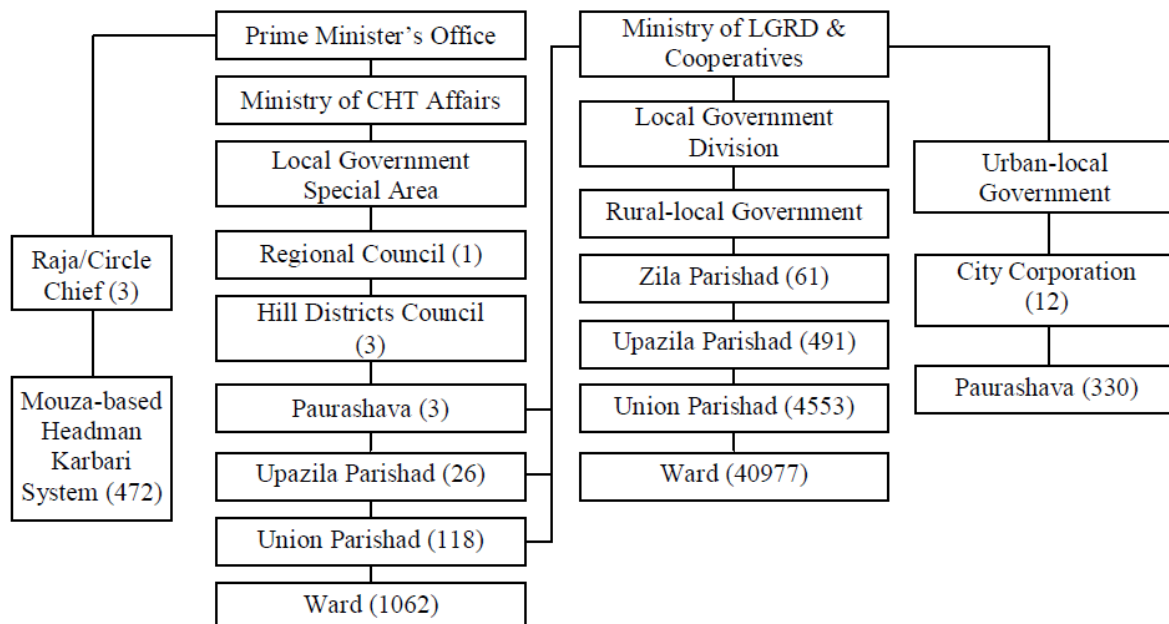 Prime Minister’s Office
Ministry of CHT Affairs
Local Government
Special Area
Regional Council (1)
Hill Districts Council
(3)
Paurashava (3)
Upazila Parishad (26)
Union Parishad (118)
Ward (1062)
Raja/Circle
Chief (3)
Mouza-based
Headman
Karbari
System (472)
Ministry of LGRD &
Cooperatives
Local Government
Division
Rural-local Government
Zila Parishad (61)
Upazila Parishad (491)
Union Parishad (4553)
Ward (40977)
Urban-local
Government
City Corporation
(12)
Paurashava (330)